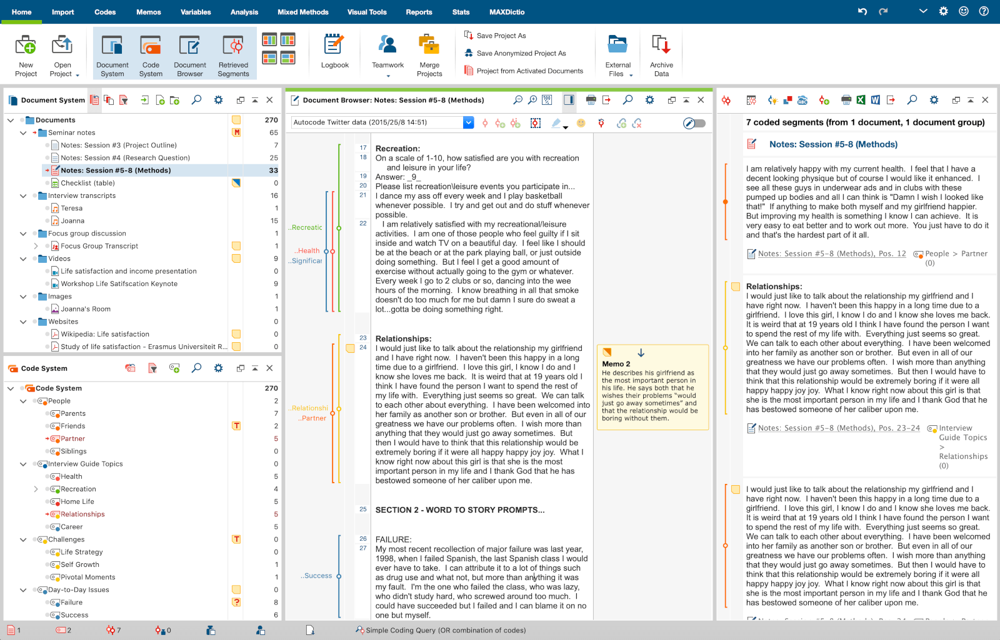 Home Import Codes Memos Variables Analysis Mixed Methods Visual Tools Reports Stats MAXDictio
New Project
Open Project
Document System
Code System
Document Browser
Retrieved Segments
Logbook
Teamwork
Merge Projects
Save Project As
Save Anonymized Project As
Project from Activated Documents
External Files
Archive Data
Document System
Documents 270
Seminar notes M 65
Notes: Session #3 (Project Outline) 7
Notes: Session #4 (Research Question) 25
Notes: Session #5-8 (Methods) 33
Checklist (table) 0
Interview transcripts 16
Teresa 1
Joanna 15
Focus group discussion 1
Focus Group Transcript 1
Videos 9
Life satisfaction and income presentation 0
Workshop Life Satifscation Keynote 9
Images 1
Joanna's Room 1
Websites 0
Wikipedia: Life satisfaction 0
Study of life satisfaction - Erasmus Universiteit R... 0
Code System
Code System 270
People 2
Parents 7
Friends T 2
Partner 5
Siblings 0
Interview Guide Topics 0
Health 5
Recreation 4
Home Life 5
Relationships 5
Career 5
Challenges T 0
Life Strategy 0
Self Growth 1
Pivotal Moments 1
Day-to-Day Issues 0
Failure ? 8
Success 6
Document Browser: Notes: Session #5-8 (Methods)
100 %
Autocode Twitter data (2015/25/8 14:51)
..Recreatic
..Health
..Significar
..Relationshi
..Partner
..Success
17 Recreation:
18 On a scale of 1-10, how satisfied are you with recreation
and leisure in your life?
19 Answer: _9_
20 Please list recreation\leisure events you participate in...
21 I dance my ass off every week and I play basketball
whenever possible. I try and get out and do stuff whenever
possible.
22 I am relatively satisfied with my recreational/leisure
activities. I am one of those people who feel guilty if I sit
inside and watch TV on a beautiful day. I feel like I should
be at the beach or at the park playing ball, or just outside
doing something. But I feel I get a good amount of
exercise without actually going to the gym or whatever.
Every week I go to 2 clubs or so, dancing into the wee
hours of the morning. I know breathing in all that smoke
doesn't do too much for me but damn I sure do sweat a
lot...gotta be doing something right.
23 Relationships:
24 I would just like to talk about the relationship my girlfriend
and I have right now. I haven't been this happy in a long
time due to a girlfriend. I love this girl, I know I do and I
know she loves me back. It is weird that at 19 years old I
think I have found the person I want to spend the rest of
my life with. Everything just seems so great. We can talk
to each other about everything. I have been welcomed into
her family as another son or brother. But even in all of our
greatness we have our problems often. I wish more than
anything that they would just go away sometimes. But
then I would have to think that this relationship would be
extremely boring if it were all happy happy joy joy. What I
know right now about this girl is that she is the most
important person in my life and I thank God that he has
bestowed someone of her caliber upon me.
25 SECTION 2 - WORD TO STORY PROMPTS...
26 FAILURE:
27 My most recent recollection of major failure was last year,
1998, when I failed Spanish, the last Spanish class I would
ever have to take. I can attribute it to a lot of things such
as drug use and what not, but more than anything it was
my fault. I'm the one who failed the class, who was lazy,
who didn't study hard, who screwed around too much. I
could have succeeded but I failed and I can blame it on no
one but myself.
Memo 2
He describes his girlfriend as
the most important person in
his life. He says both that he
wishes their problems “would
just go away sometimes” and
that the relationship would be
boring without them.
ABC
7 coded segments (from 1 document, 1 document group)
Notes: Session #5-8 (Methods)
I am relatively happy with my current health. I feel that I have a
decent looking physique but of course I would like it enhanced. I
see all these guys in underwear ads and in clubs with these
pumped up bodies and all I can think is "Damn I wish I looked like
that!" If anything to make both myself and my girlfriend happier.
But improving my health is something I know I can achieve. It is
very easy to eat better and to work out more. You just have to do it
and that's the hardest part of it all.
Notes: Session #5-8 (Methods), Pos. 12 People > Partner
(0)
Relationships:
I would just like to talk about the relationship my girlfriend and I
have right now. I haven't been this happy in a long time due to a
girlfriend. I love this girl, I know I do and I know she loves me back.
It is weird that at 19 years old I think I have found the person I want
to spend the rest of my life with. Everything just seems so great.
We can talk to each other about everything. I have been welcomed
into her family as another son or brother. But even in all of our
greatness we have our problems often. I wish more than anything
that they would just go away sometimes. But then I would have to
think that this relationship would be extremely boring if it were all
happy happy joy joy. What I know right now about this girl is that
she is the most important person in my life and I thank God that he
has bestowed someone of her caliber upon me.
Notes: Session #5-8 (Methods), Pos. 23-24 Interview
Guide Topics
>
Relationships
(0)
I would just like to talk about the relationship my girlfriend and I
have right now. I haven't been this happy in a long time due to a
girlfriend. I love this girl, I know I do and I know she loves me back.
It is weird that at 19 years old I think I have found the person I want
to spend the rest of my life with. Everything just seems so great.
We can talk to each other about everything. I have been welcomed
into her family as another son or brother. But even in all of our
greatness we have our problems often. I wish more than anything
that they would just go away sometimes. But then I would have to
think that this relationship would be extremely boring if it were all
happy happy joy joy. What I know right now about this girl is that
she is the most important person in my life and I thank God that he
has bestowed someone of her caliber upon me.
1 2 7 0 Simple Coding Query (OR combination of codes)